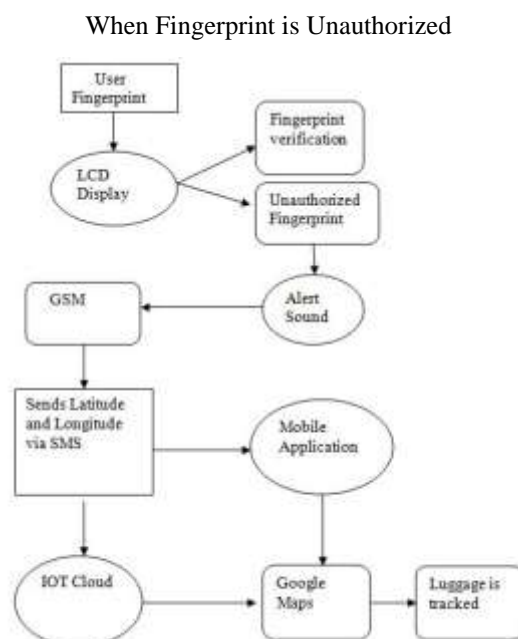 When Fingerprint is Unauthorized
User
Fingerprint
LCD
Display
Fingerprint
verification
Unauthorized
Fingerprint
GSM
Alert
Sound
Sends Latitude
and Longitude
via SMS
Mobile
Application
IOT Cloud
Google
Maps
Luggage is
tracked